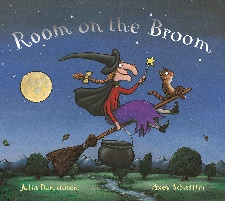 Room on the Broom
Julia Donaldson Axel Scheffler